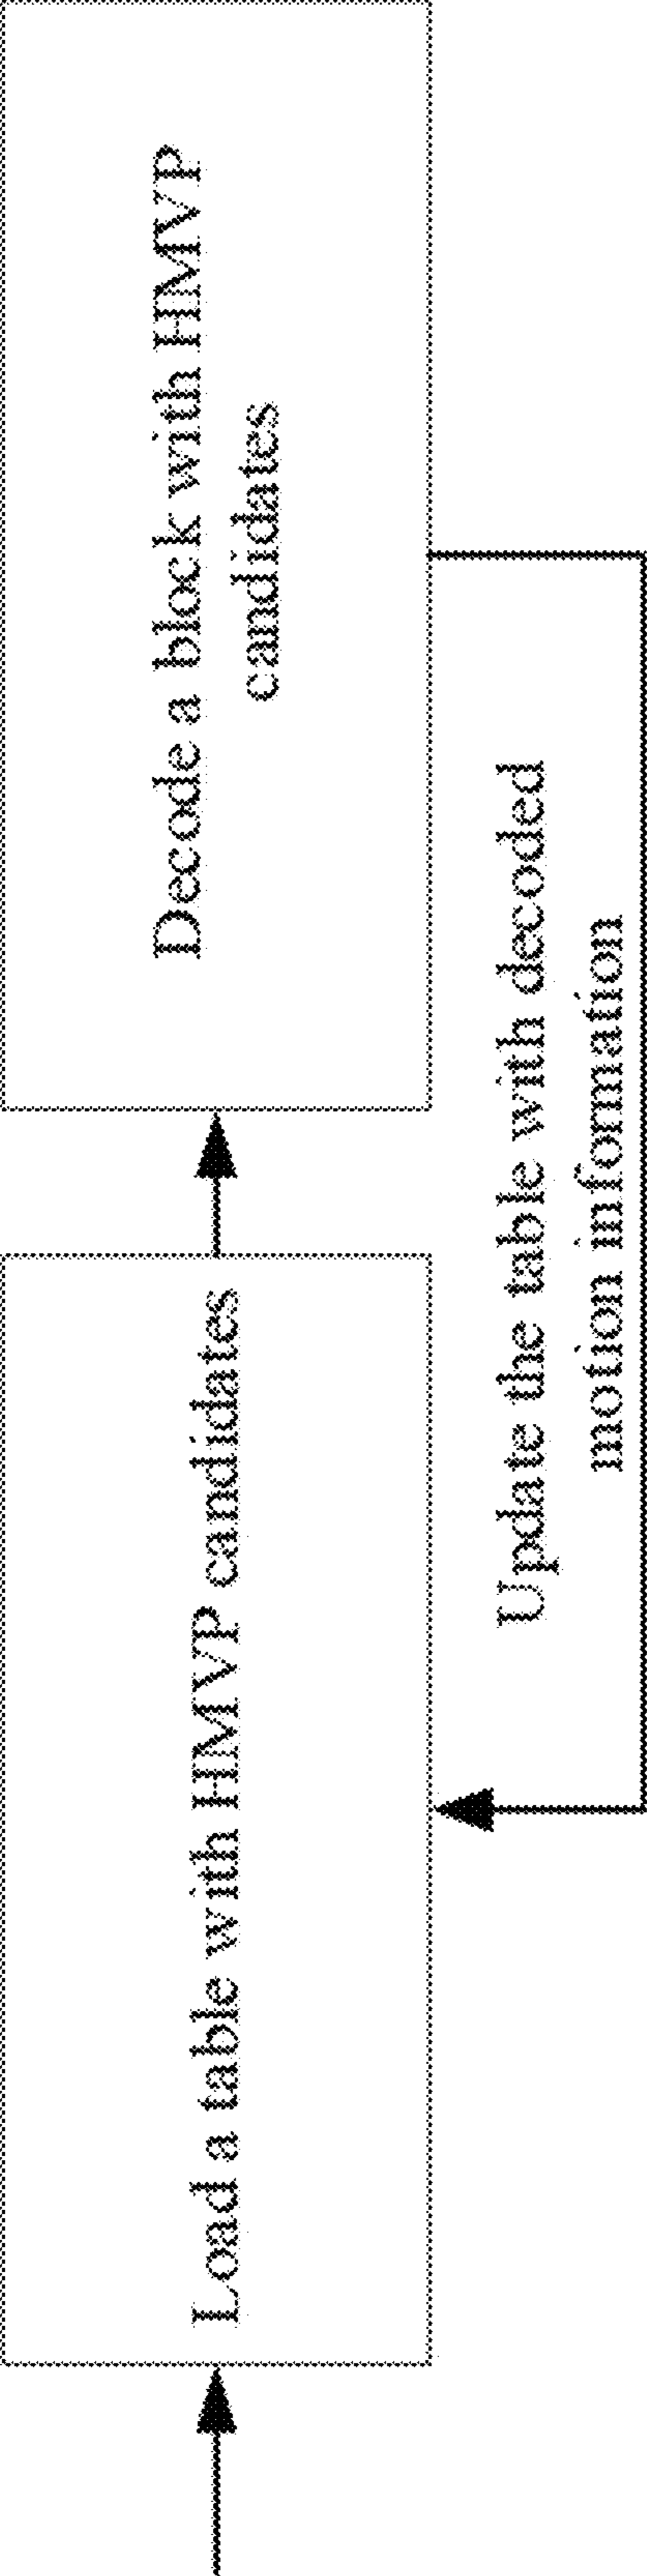 Load a table with HMVP candidates
Decode a block with HMVP
candidates
Update the table with decoded
motion information